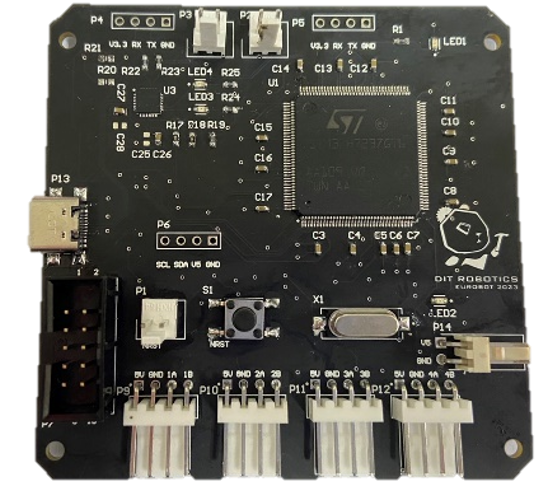 P4
P3
P2
P5
R1
LED1
V3.3 RX TX GND
V3.3 RX TX GND
R21
R20
R22
R23
LED4
R25
LED3
R24
C14
C13
C12
U1
U3
C27
C28
C25 C26
R17
R18
R19
C15
C16
C17
C11
C10
C9
C8
ST
P13
P6
SCL SDA V5 GND
C3
C4
C5
C6
C7
DIT ROBOTICS
EUROBOT 2023
1 2
P1
NRST
S1
NRST
X1
LED2
P14
V5
GND
P9
5V GND 1A 1B
P10
5V GND 2A 2B
P11
5V GND 3A 3B
P12
5V GND 4A 4B